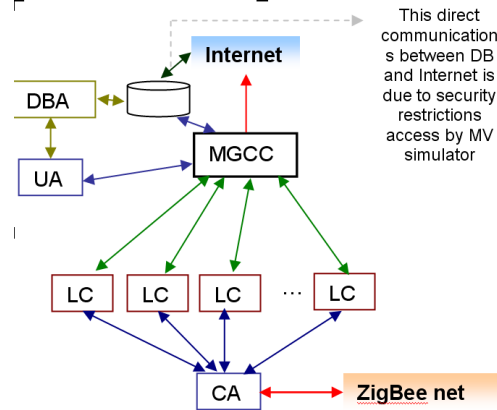 This direct
communication
s between DB
and Internet is
due to security
restrictions
access by MV
simulator
Internet
DBA
MGCC
UA
LC LC LC ... LC
CA
ZigBee net